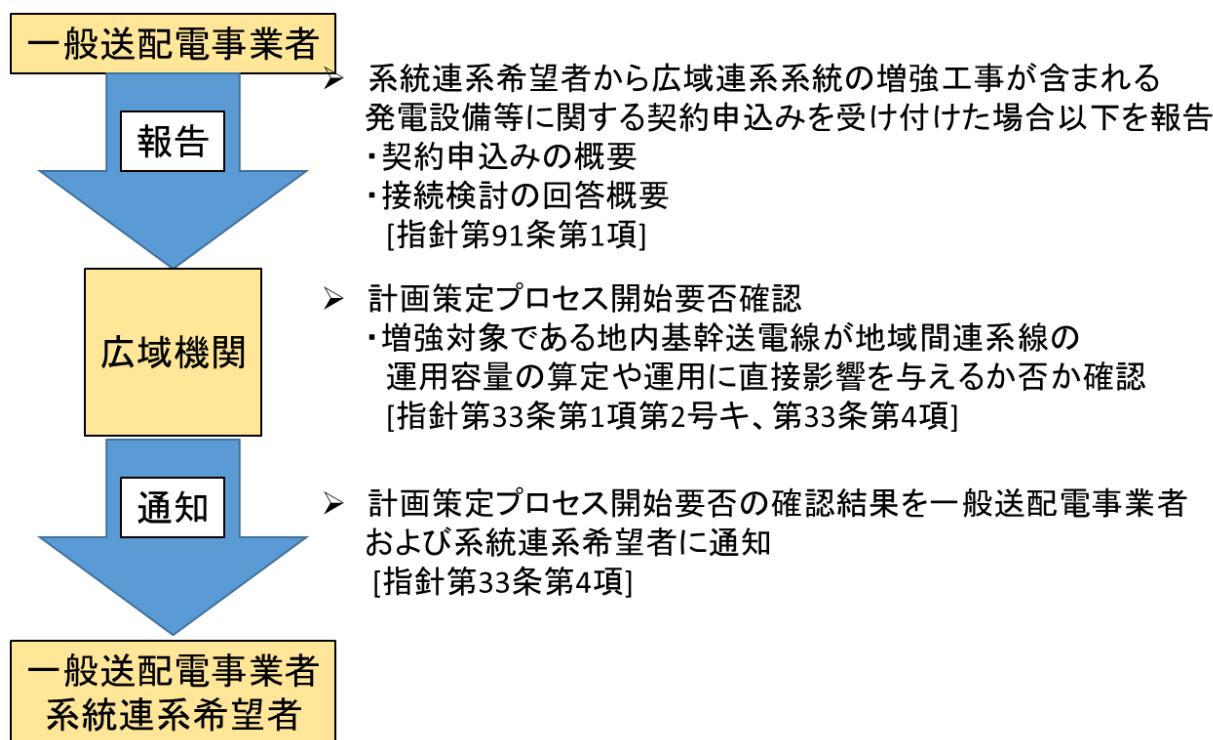 一般送配電事業者
報告
➢ 系統連系希望者から広域連系系統の増強工事が含まれる
発電設備等に関する契約申込みを受け付けた場合以下を報告
・契約申込みの概要
・接続検討の回答概要
[指針第91条第1項]
広域機関
➢ 計画策定プロセス開始要否確認
・増強対象である地内基幹送電線が地域間連系線の
運用容量の算定や運用に直接影響を与えるか否か確認
[指針第33条第1項第2号キ、第33条第4項]
通知
➢ 計画策定プロセス開始要否の確認結果を一般送配電事業者
および系統連系希望者に通知
[指針第33条第4項]
一般送配電事業者
系統連系希望者